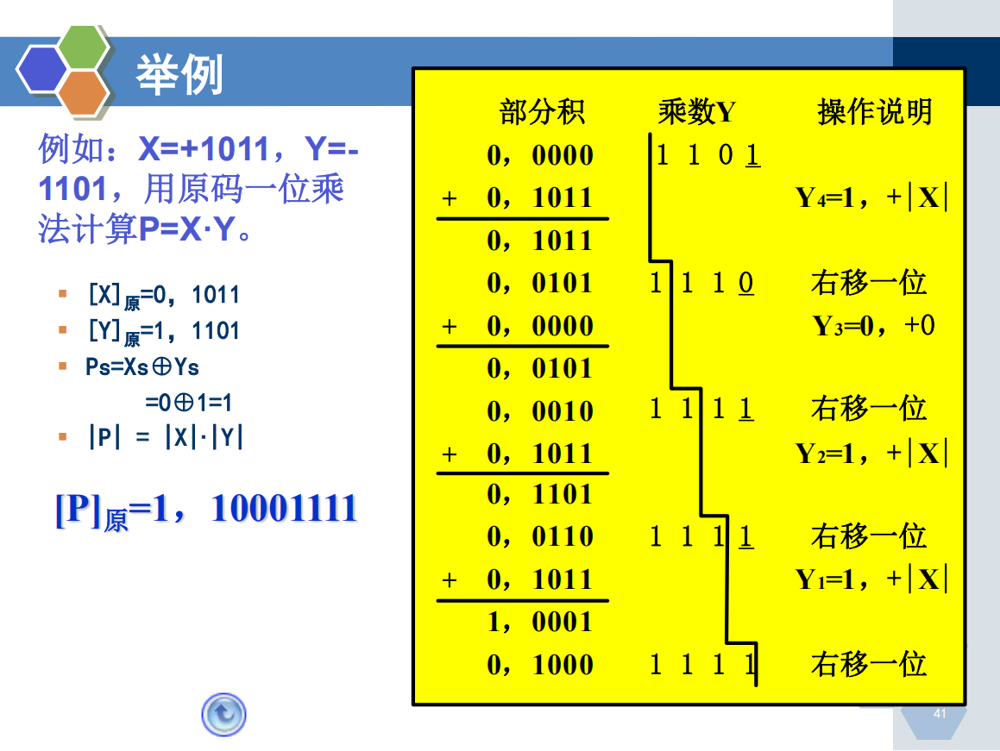 举例
例如：X=+1011，Y=-
1101，用原码一位乘
法计算P=X·Y。
[X]原=0，1011
[Y]原=1，1101
Ps=Xs⊕Ys
=0⊕1=1
|P| = |X|·|Y|
[P]原=1，10001111
部分积 乘数Y 操作说明
0，0000 1 1 0 1
+ 0，1011 Y4=1，+|X|
0，1011
0，0101 1 1 1 0 右移一位
+ 0，0000 Y3=0，+0
0，0101
0，0010 1 1 1 1 右移一位
+ 0，1011 Y2=1，+|X|
0，1101
0，0110 1 1 1 1 右移一位
+ 0，1011 Y1=1，+|X|
1，0001
0，1000 1 1 1 1 右移一位
41